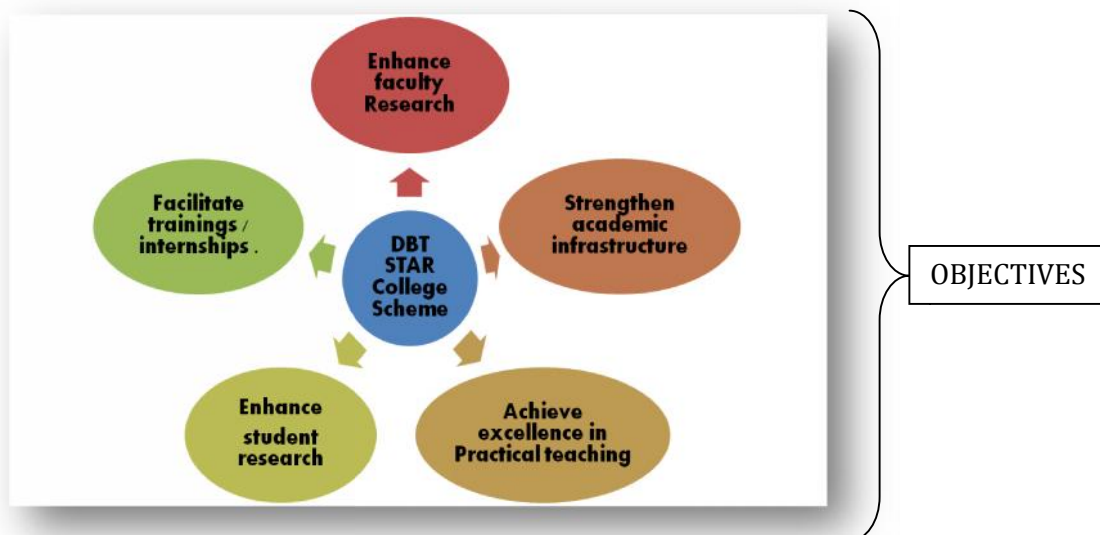 Enhance
faculty
Research
Facilitate
trainings /
internships .
Strengthen
academic
infrastructure
DBT
STAR
College
Scheme
OBJECTIVES
Enhance
student
research
Achieve
excellence in
Practical teaching